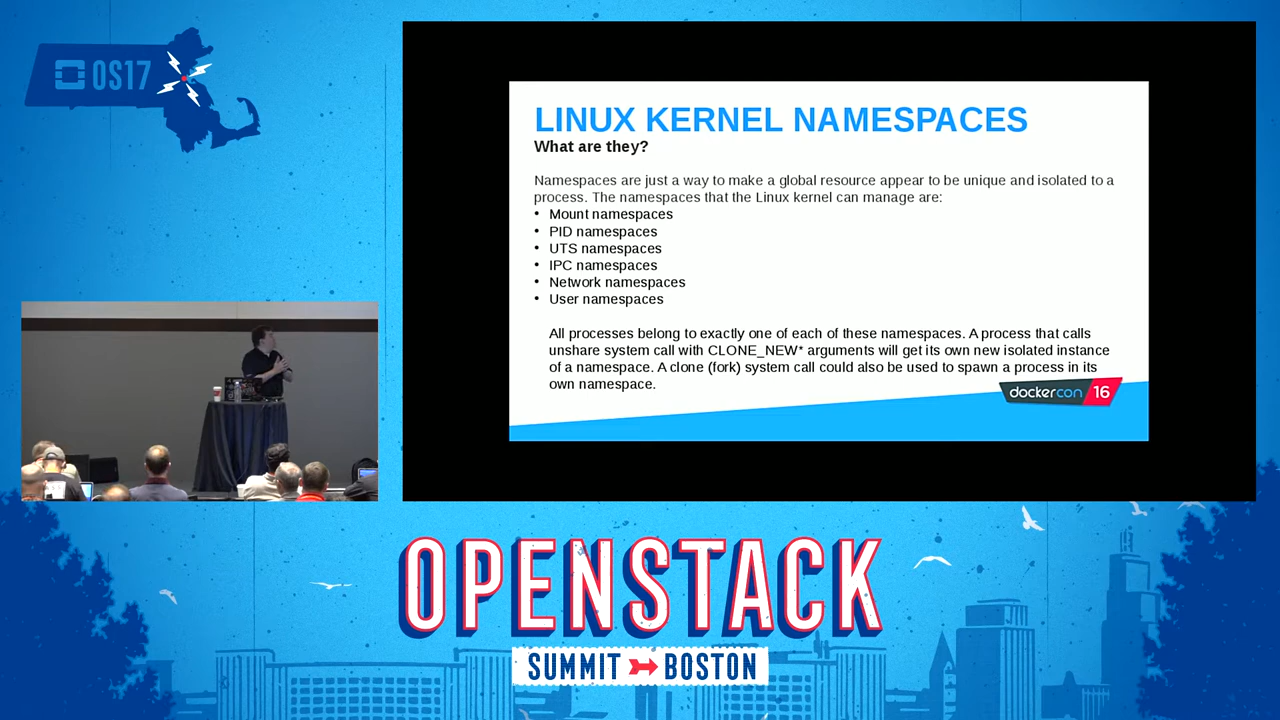 OS17
LINUX KERNEL NAMESPACES
What are they?
Namespaces are just a way to make a global resource appear to be unique and isolated to a
process. The namespaces that the Linux kernel can manage are:
• Mount namespaces
• PID namespaces
• UTS namespaces
• IPC namespaces
• Network namespaces
• User namespaces
All processes belong to exactly one of each of these namespaces. A process that calls
unshare system call with CLONE_NEW* arguments will get its own new isolated instance
of a namespace. A clone (fork) system call could also be used to spawn a process in its
own namespace.
dockercon 16
OPENSTACK
SUMMIT BOSTON